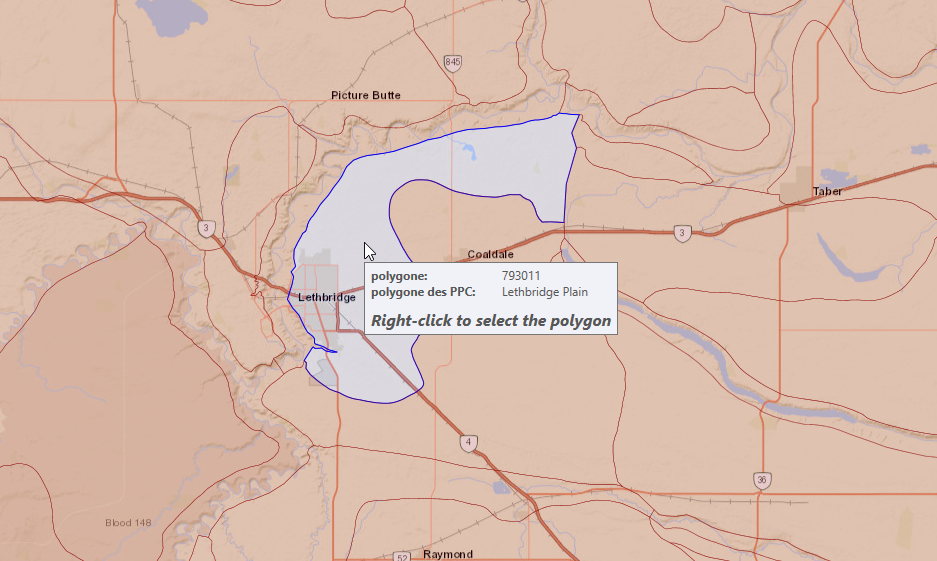 845
Picture Butte
Taber
3
3
Coaldale
polygone: 793011
polygone des PPC: Lethbridge Plain
Lethbridge
Right-click to select the polygon
4
36
Blood 148
52
Raymond